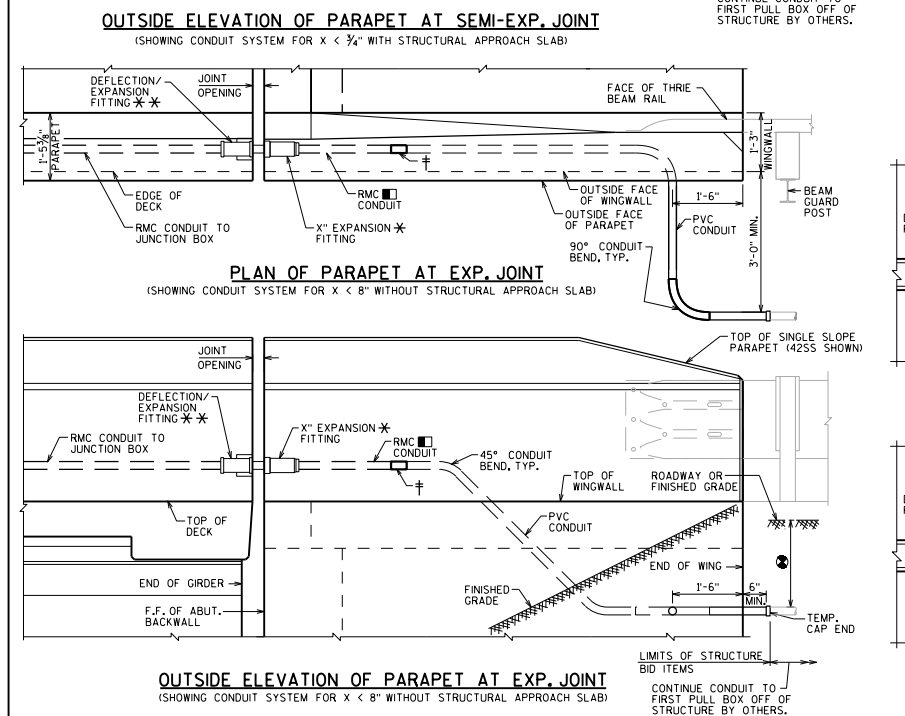 CONTINUE CONDUIT TO
FIRST PULL BOX OFF OF
STRUCTURE BY OTHERS.
OUTSIDE ELEVATION OF PARAPET AT SEMI-EXP. JOINT
(SHOWING CONDUIT SYSTEM FOR X < ¾" WITH STRUCTURAL APPROACH SLAB)
DEFLECTION/
EXPANSION
FITTING * *
JOINT
OPENING
FACE OF THRIE
BEAM RAIL
1'-5⅜"
PARAPET
1'-3"
WINGWALL
EDGE OF
DECK
RMC CONDUIT TO
JUNCTION BOX
X" EXPANSION *
FITTING
RMC
CONDUIT
ǂ
OUTSIDE FACE
OF WINGWALL
OUTSIDE FACE
OF PARAPET
1'-6"
PVC
CONDUIT
90° CONDUIT
BEND, TYP.
3'-0" MIN.
BEAM
GUARD
POST
PLAN OF PARAPET AT EXP. JOINT
(SHOWING CONDUIT SYSTEM FOR X < 8" WITHOUT STRUCTURAL APPROACH SLAB)
TOP OF SINGLE SLOPE
PARAPET (42SS SHOWN)
JOINT
OPENING
DEFLECTION/
EXPANSION
FITTING * *
RMC CONDUIT TO
JUNCTION BOX
X" EXPANSION *
FITTING
RMC
CONDUIT
ǂ
45° CONDUIT
BEND, TYP.
TOP OF
WINGWALL
ROADWAY OR
FINISHED GRADE
TOP OF
DECK
PVC
CONDUIT
END OF GIRDER
F.F. OF ABUT.
BACKWALL
FINISHED
GRADE
END OF WING
1'-6"
6"
MIN.
TEMP.
CAP END
LIMITS OF STRUCTURE
BID ITEMS
CONTINUE CONDUIT TO
FIRST PULL BOX OFF OF
STRUCTURE BY OTHERS.
OUTSIDE ELEVATION OF PARAPET AT EXP. JOINT
(SHOWING CONDUIT SYSTEM FOR X < 8" WITHOUT STRUCTURAL APPROACH SLAB)